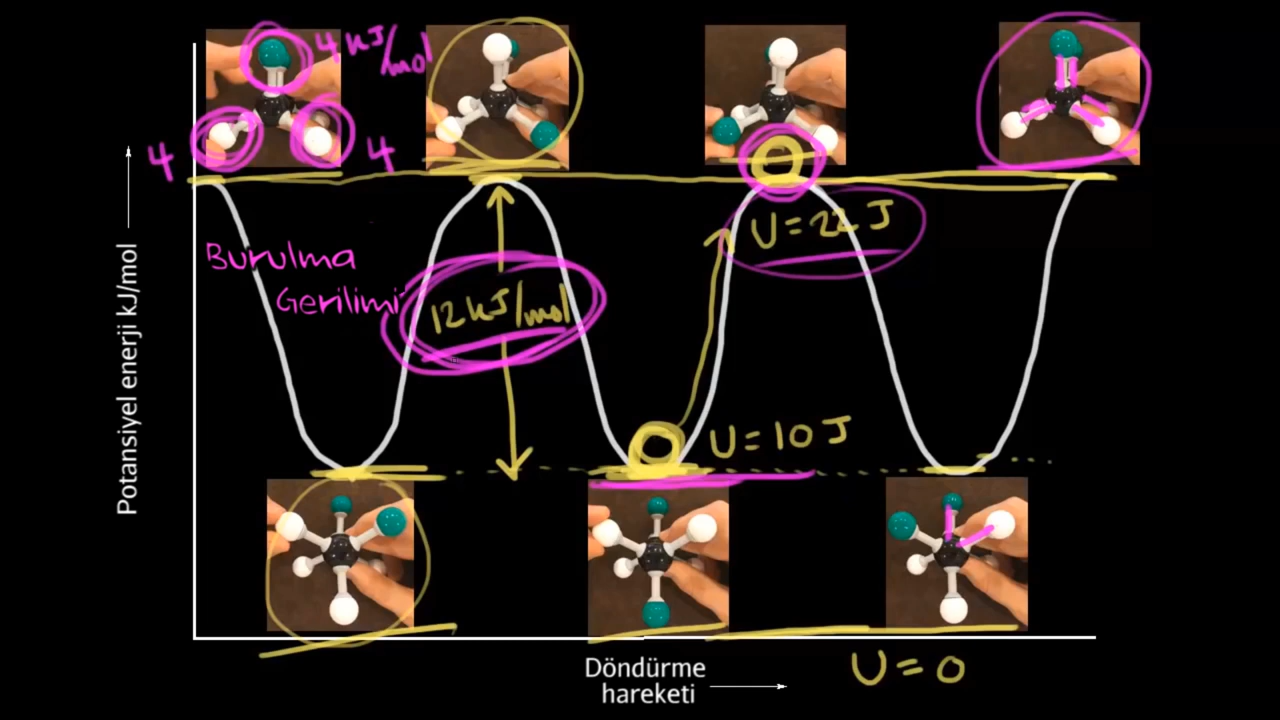 4 kJ/mol
4
4
Burulma
Gerilimi
12 kJ/mol
U = 22 J
U = 10 J
U = 0
Potansiyel enerji kJ/mol
Döndürme
hareketi